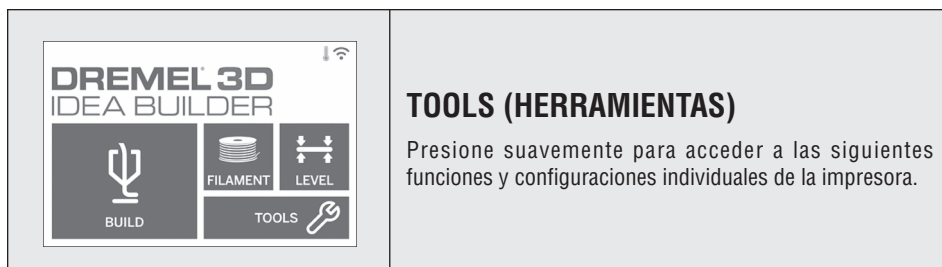 DREMEL 3D
IDEA BUILDER
BUILD
FILAMENT
LEVEL
TOOLS
TOOLS (HERRAMIENTAS)
Presione suavemente para acceder a las siguientes
funciones y configuraciones individuales de la impresora.